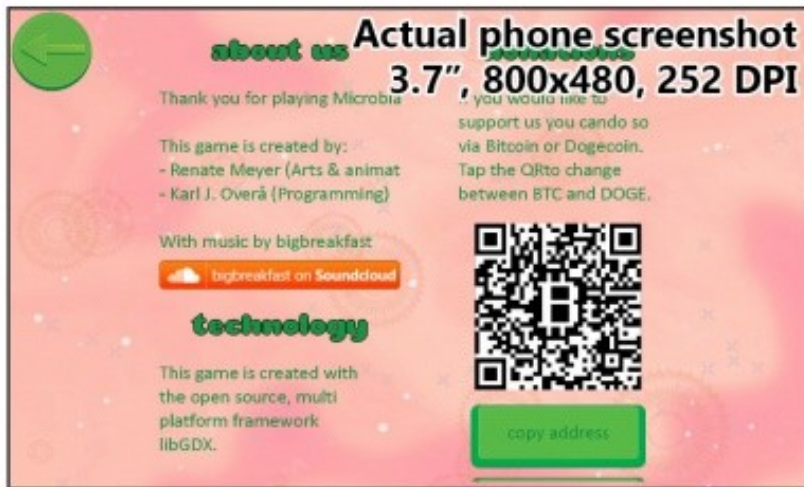 Actual phone screenshot
3.7”, 800x480, 252 DPI
about us
Thank you for playing Microbia
This game is created by:
- Renate Meyer (Arts & animat
- Karl J. Overå (Programming)
With music by bigbreakfast
bigbreakfast on Soundcloud
technology
This game is created with
the open source, multi
platform framework
libGDX.
you would like to
support us you cando so
via Bitcoin or Dogecoin.
Tap the QRto change
between BTC and DOGE.
B
copy address